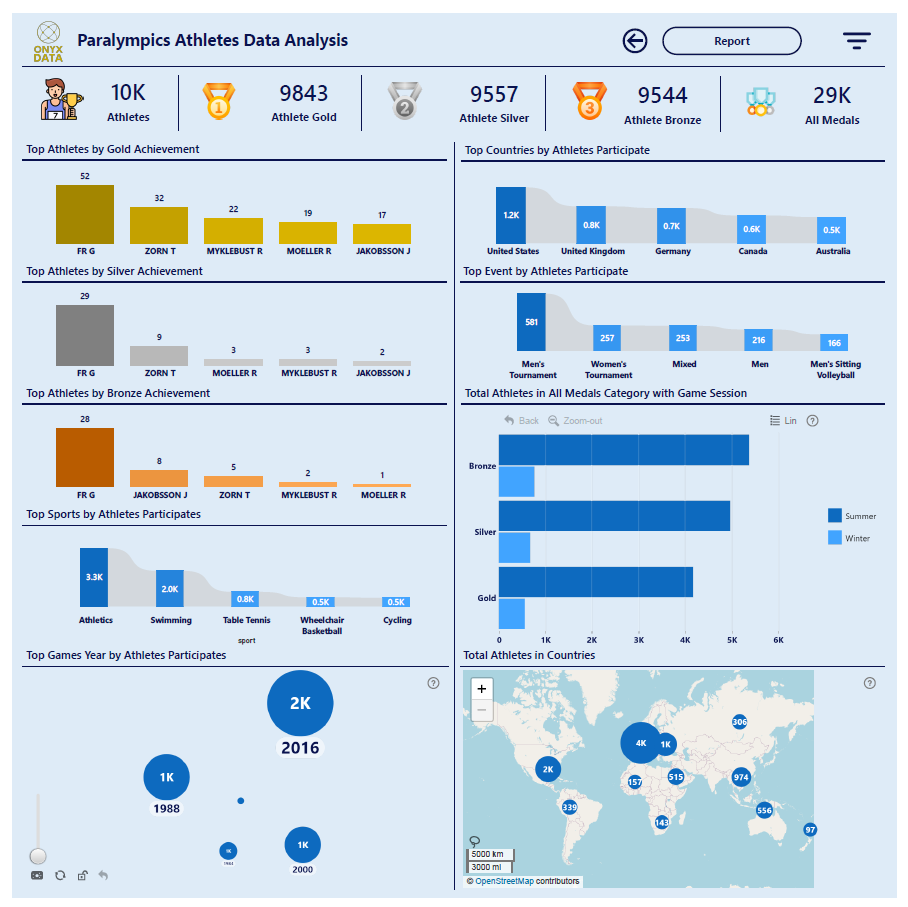 ONYX
DATA
Paralympics Athletes Data Analysis
Report
7
10K
Athletes
1
9843
Athlete Gold
2
9557
Athlete Silver
3
9544
Athlete Bronze
29K
All Medals
Top Athletes by Gold Achievement
52
32
22
19
17
FR G
ZORN T
MYKLEBUST R
MOELLER R
JAKOBSSON J
Top Athletes by Silver Achievement
29
9
3
3
2
FR G
ZORN T
MOELLER R
MYKLEBUST R
JAKOBSSON J
Top Athletes by Bronze Achievement
28
8
5
2
1
FR G
JAKOBSSON J
ZORN T
MYKLEBUST R
MOELLER R
Top Sports by Athletes Participates
3.3K
2.0K
0.8K
0.5K
0.5K
Athletics
Swimming
Table Tennis
Wheelchair
Basketball
Cycling
sport
Top Games Year by Athletes Participates
?
2K
2016
1K
1988
1K
1984
1K
2000
Top Countries by Athletes Participate
1.2K
0.8K
0.7K
0.6K
0.5K
United States
United Kingdom
Germany
Canada
Australia
Top Event by Athletes Participate
581
257
253
216
166
Men's
Tournament
Women's
Tournament
Mixed
Men
Men's Sitting
Volleyball
Total Athletes in All Medals Category with Game Session
Back
Zoom-out
Lin
?
Bronze
Silver
Gold
0
1K
2K
3K
4K
5K
6K
Summer
Winter
Total Athletes in Countries
+
−
?
306
4K
1K
2K
157
515
974
339
556
143
97
5000 km
3000 mi
© OpenStreetMap contributors